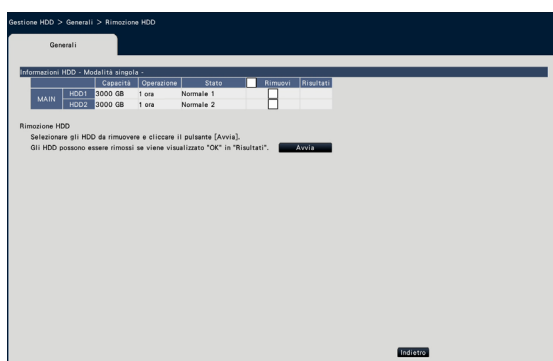 Gestione HDD > Generali > Rimozione HDD
Generali
Informazioni HDD - Modalità singola -
Capacità Operazione Stato Rimuovi Risultati
MAIN
HDD1 3000 GB 1 ora Normale 1
HDD2 3000 GB 1 ora Normale 2
Rimozione HDD
Selezionare gli HDD da rimuovere e cliccare il pulsante [Avvia].
Gli HDD possono essere rimossi se viene visualizzato "OK" in "Risultati". Avvia
Indietro